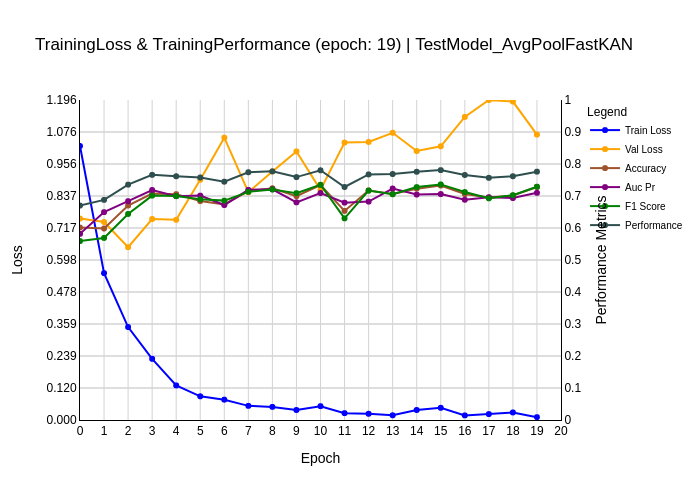 TrainingLoss & TrainingPerformance (epoch: 19) | TestModel_AvgPoolFastKAN
1.196
1.076
0.956
0.837
0.717
0.598
0.478
0.359
0.239
0.120
0.000
Loss
0 1 2 3 4 5 6 7 8 9 10 11 12 13 14 15 16 17 18 19 20
Epoch
1
0.9
0.8
0.7
0.6
0.5
0.4
0.3
0.2
0.1
0
Performance Metrics
Legend
Train Loss
Val Loss
Accuracy
Auc Pr
F1 Score
Performance